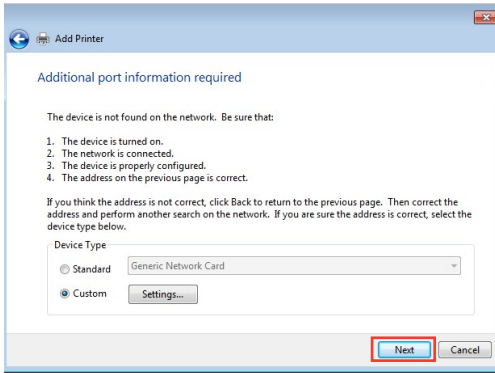 Add Printer
Additional port information required
The device is not found on the network.  Be sure that:
1.  The device is turned on.
2.  The network is connected.
3.  The device is properly configured.
4.  The address on the previous page is correct.
If you think the address is not correct, click Back to return to the previous page.  Then correct the
address and perform another search on the network.  If you are sure the address is correct, select the
device type below.
Device Type
Standard
Generic Network Card
Custom
Settings...
Next
Cancel